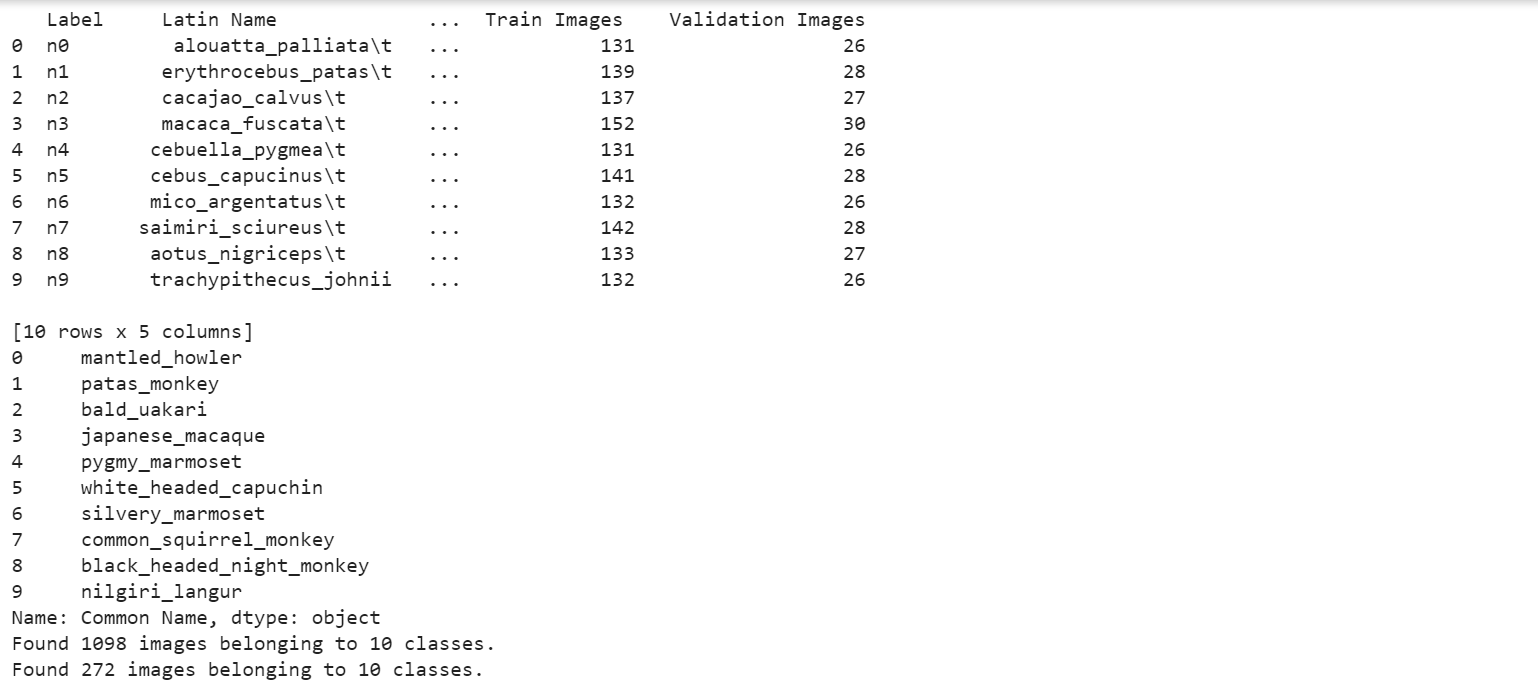 Label     Latin Name             ...  Train Images    Validation Images
0  n0         alouatta_palliata\t   ...            131                  26
1  n1        erythrocebus_patas\t   ...            139                  28
2  n2        cacajao_calvus\t       ...            137                  27
3  n3        macaca_fuscata\t       ...            152                  30
4  n4       cebuella_pygmea\t       ...            131                  26
5  n5       cebus_capucinus\t       ...            141                  28
6  n6       mico_argentatus\t       ...            132                  26
7  n7      saimiri_sciureus\t       ...            142                  28
8  n8       aotus_nigriceps\t       ...            133                  27
9  n9       trachypithecus_johnii   ...            132                  26

[10 rows x 5 columns]
0     mantled_howler
1     patas_monkey
2     bald_uakari
3     japanese_macaque
4     pygmy_marmoset
5     white_headed_capuchin
6     silvery_marmoset
7     common_squirrel_monkey
8     black_headed_night_monkey
9     nilgiri_langur
Name: Common Name, dtype: object
Found 1098 images belonging to 10 classes.
Found 272 images belonging to 10 classes.